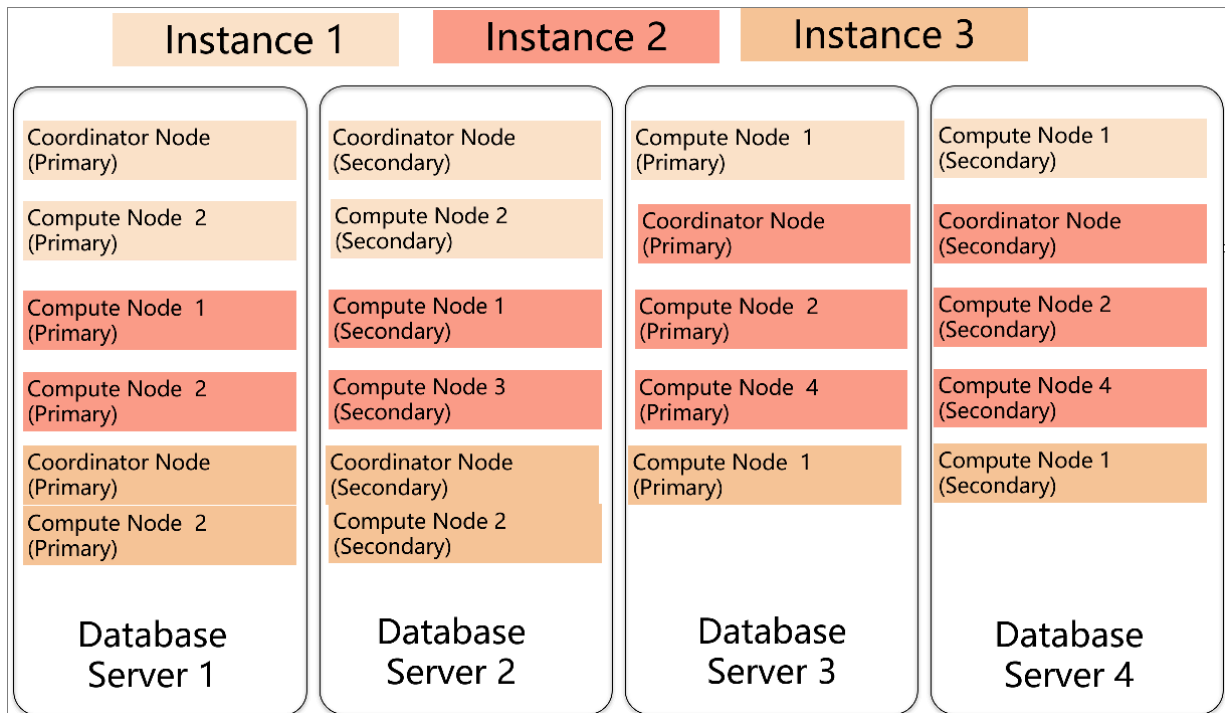 Instance 1
Instance 2
Instance 3
Coordinator Node
(Primary)
Compute Node 2
(Primary)
Compute Node 1
(Primary)
Compute Node 2
(Primary)
Coordinator Node
(Primary)
Compute Node 2
(Primary)
Database
Server 1
Coordinator Node
(Secondary)
Compute Node 2
(Secondary)
Compute Node 1
(Secondary)
Compute Node 3
(Secondary)
Coordinator Node
(Secondary)
Compute Node 2
(Secondary)
Database
Server 2
Compute Node 1
(Primary)
Coordinator Node
(Primary)
Compute Node 2
(Primary)
Compute Node 4
(Primary)
Compute Node 1
(Primary)
Database
Server 3
Compute Node 1
(Secondary)
Coordinator Node
(Secondary)
Compute Node 2
(Secondary)
Compute Node 4
(Secondary)
Compute Node 1
(Secondary)
Database
Server 4